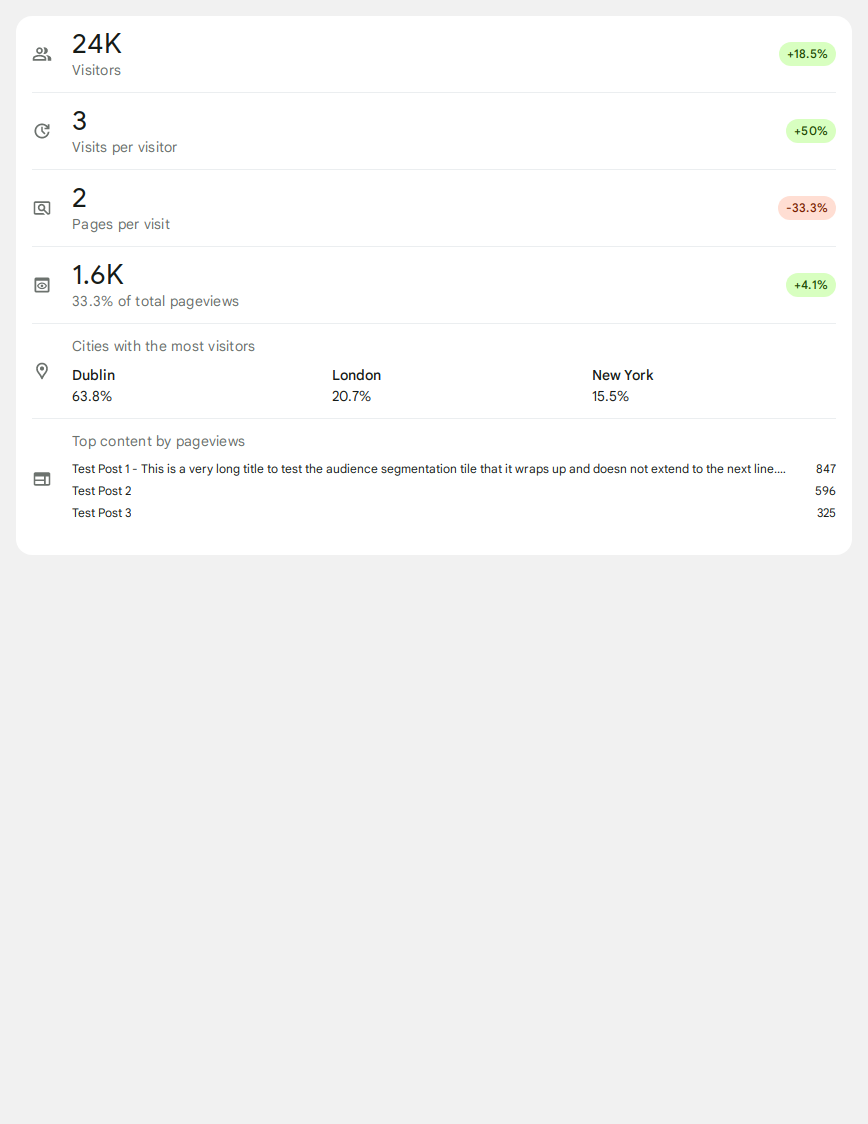 24K
+18.5%
Visitors
3
+50%
Visits per visitor
2
-33.3%
Pages per visit
1.6K
+4.1%
33.3% of total pageviews
Cities with the most visitors
Dublin London New York
63.8% 20.7% 15.5%
Top content by pageviews
Test Post 1 - This is a very long title to test the audience segmentation tile that it wraps up and doesn not extend to the next line.... 847
Test Post 2 596
Test Post 3 325